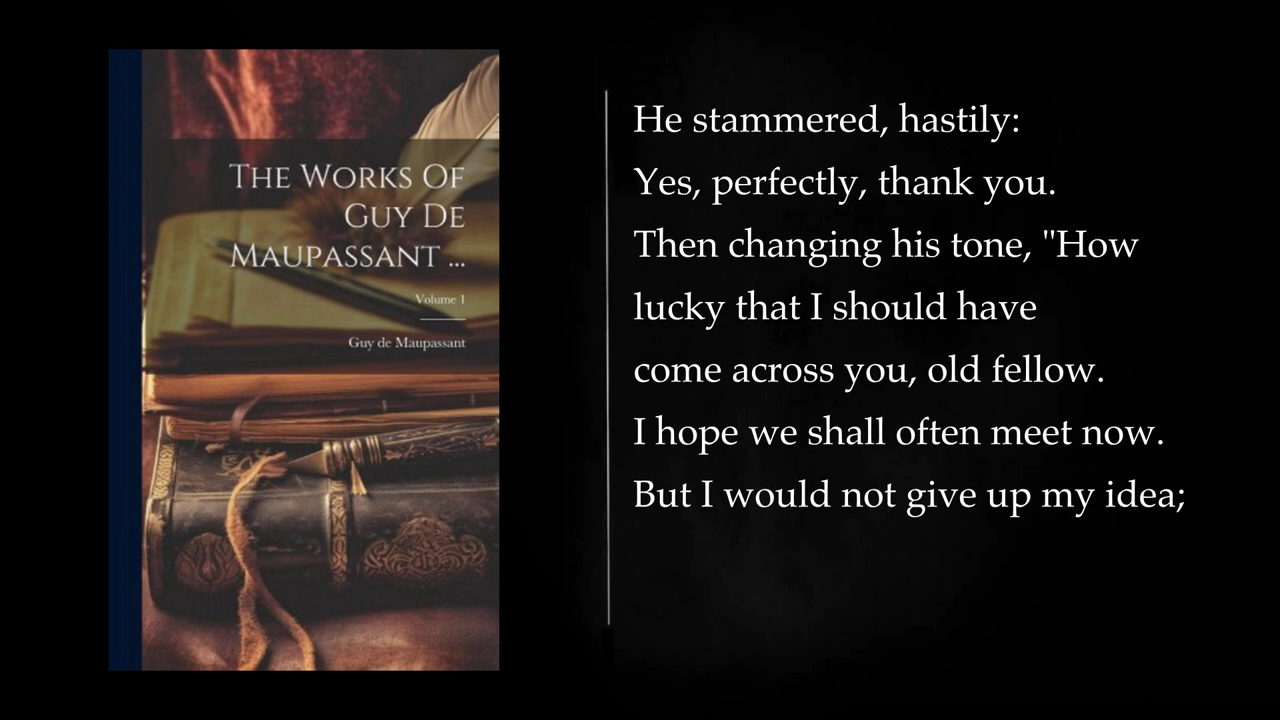 THE WORKS OF
GUY DE
MAUPASSANT ...
Volume 1
Guy de Maupassant
He stammered, hastily:
Yes, perfectly, thank you.
Then changing his tone, "How
lucky that I should have
come across you, old fellow.
I hope we shall often meet now.
But I would not give up my idea;